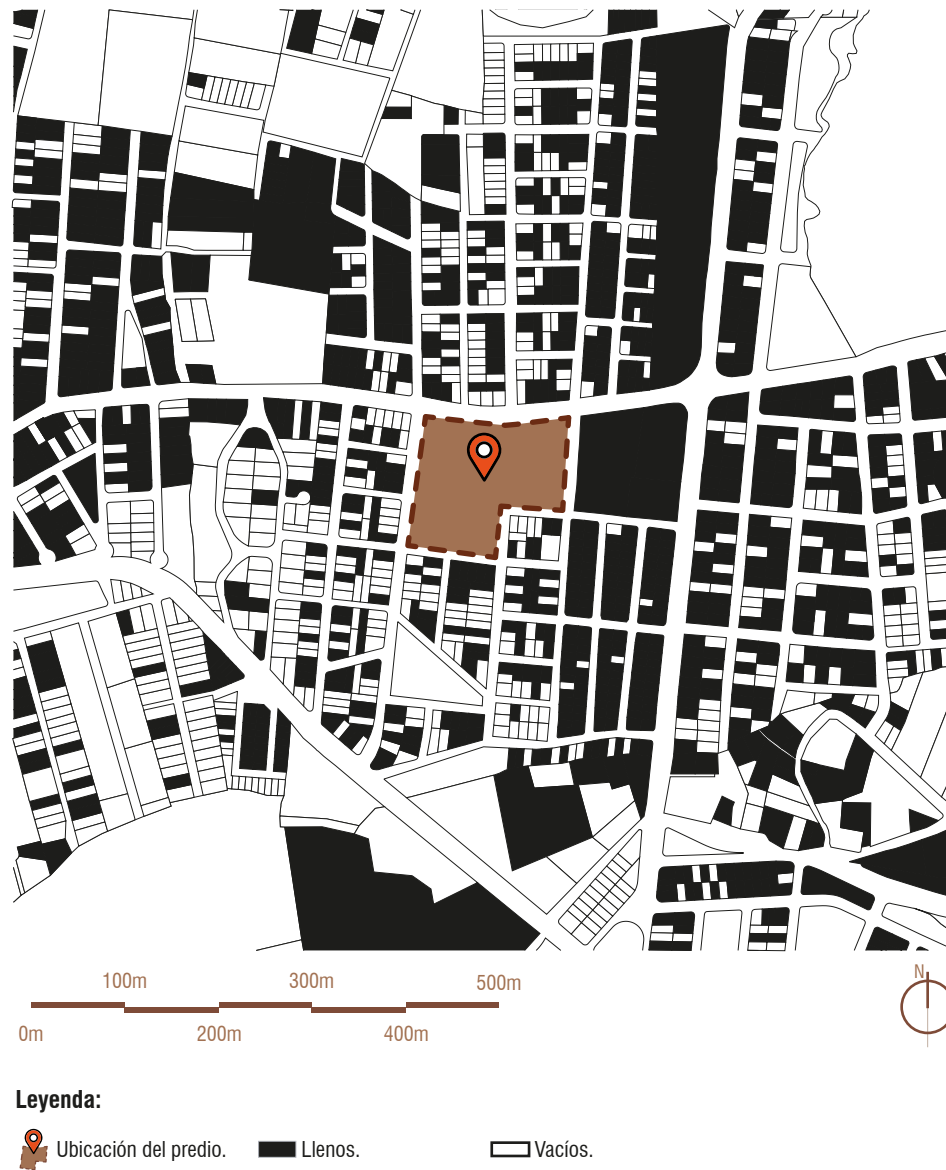 100m 300m 500m
0m 200m 400m
N
Leyenda:
Ubicación del predio. Llenos. Vacíos.